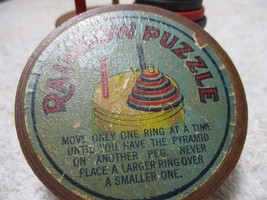 RAINBOW PUZZLE
MOVE ONLY ONE RING AT A TIME
UNTIL YOU HAVE THE PYRAMID
ON ANOTHER PEG. NEVER
PLACE A LARGER RING OVER
A SMALLER ONE.